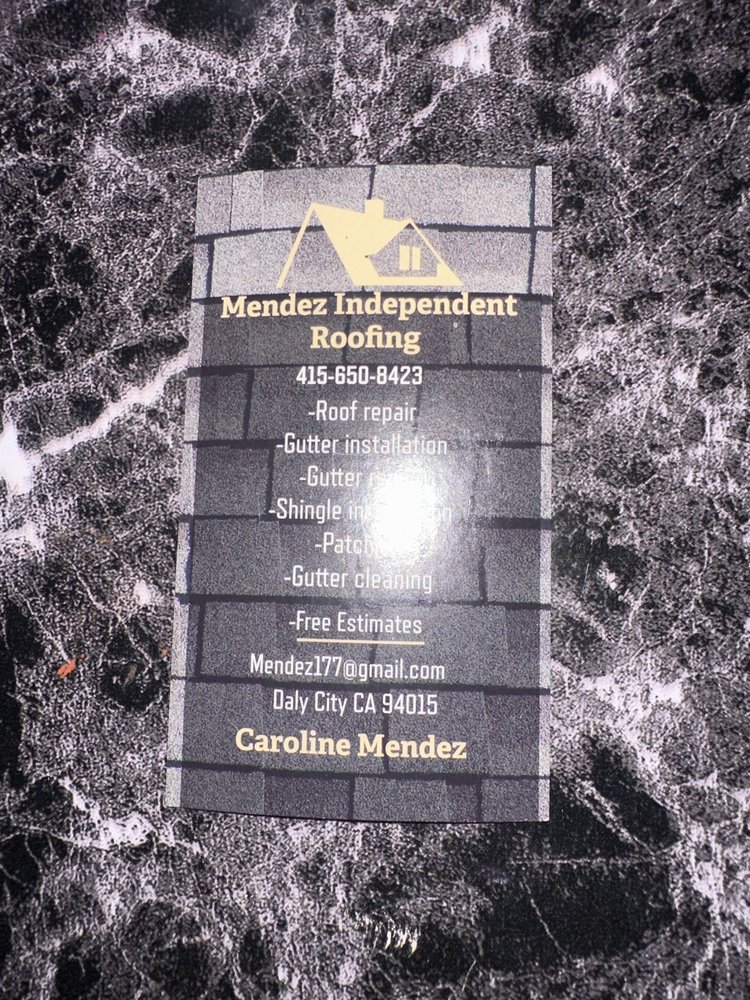 Mendez Independent
Roofing
415-650-8423
-Roof repair
-Gutter installation
-Gutter
-Shingle
-Gutter cleaning
-Free Estimates
Mendez177@gmail.com
Daly City CA 94015
Caroline Mendez